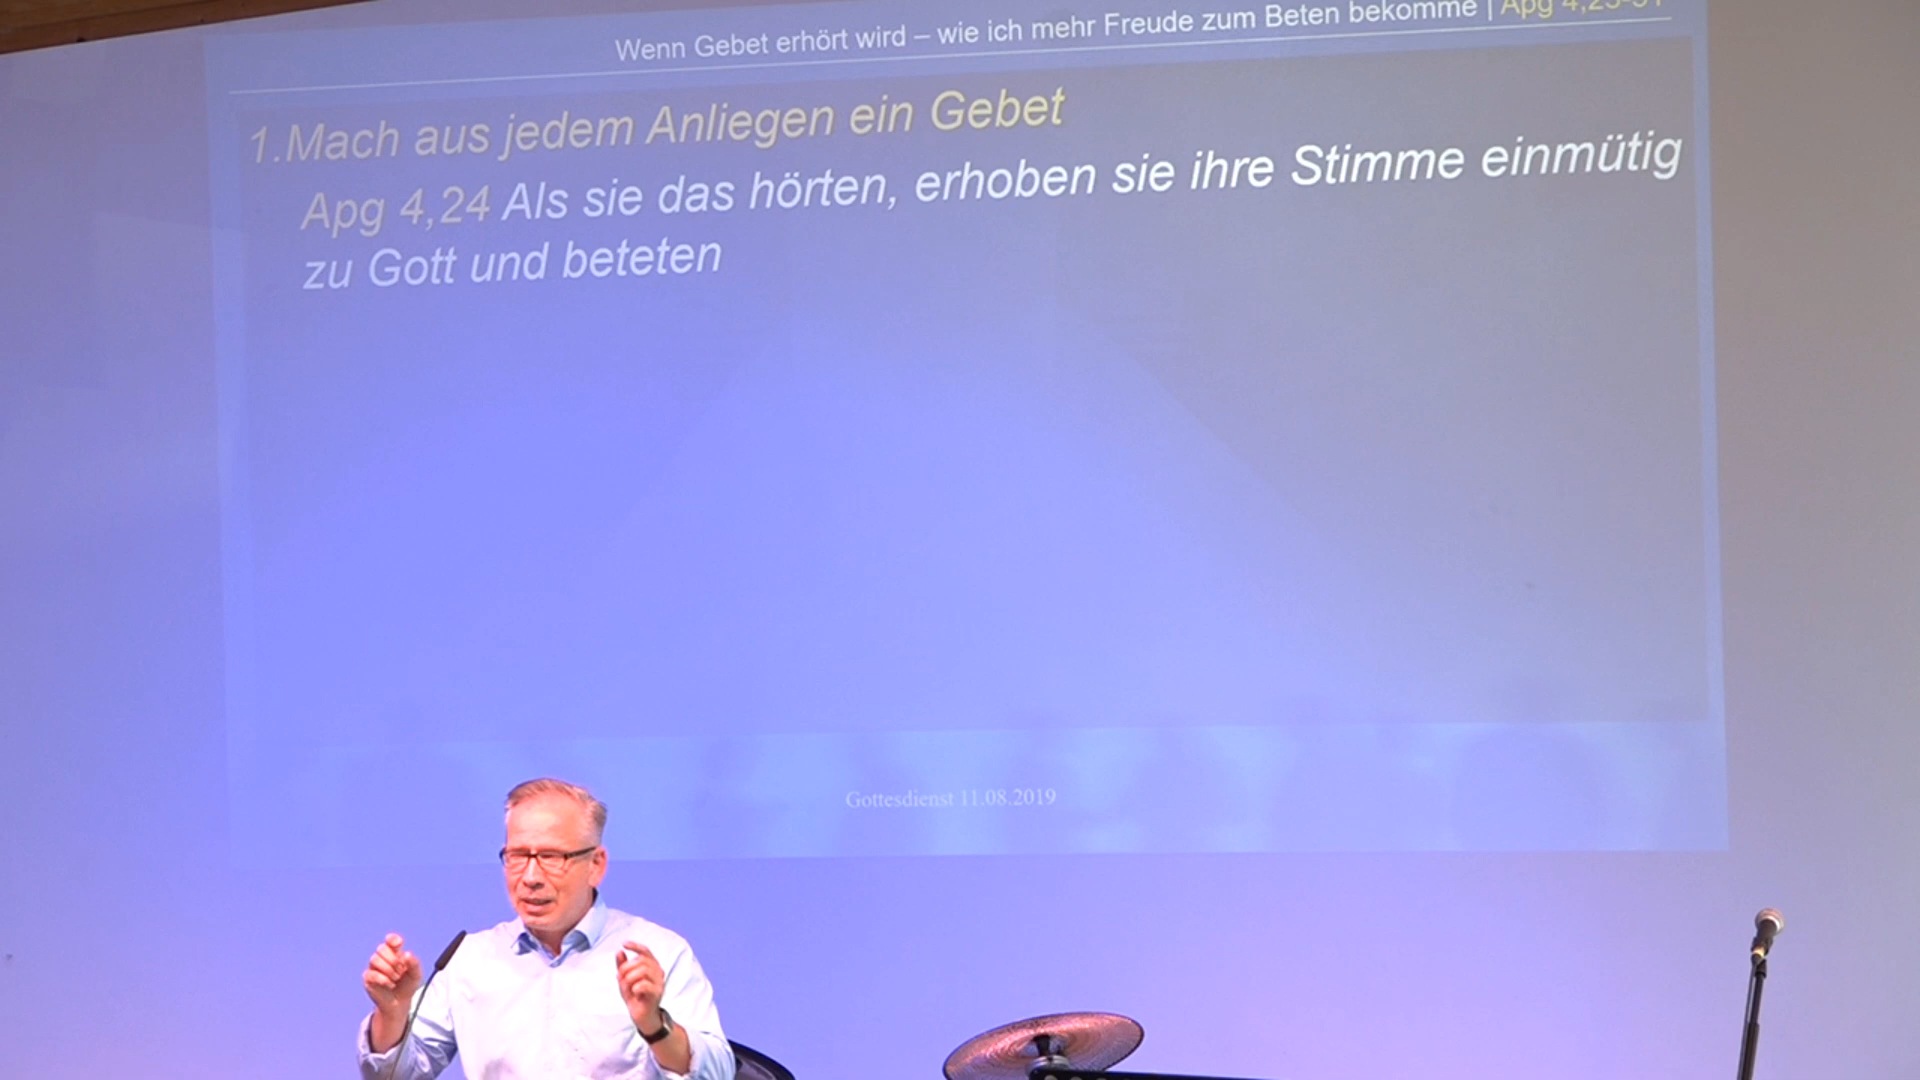 Wenn Gebet erhört wird – wie ich mehr Freude zum Beten bekomme | Apg
1.Mach aus jedem Anliegen ein Gebet
Apg 4,24 Als sie das hörten, erhoben sie ihre Stimme einmütig
zu Gott und beteten
Gottesdienst 11.08.2019